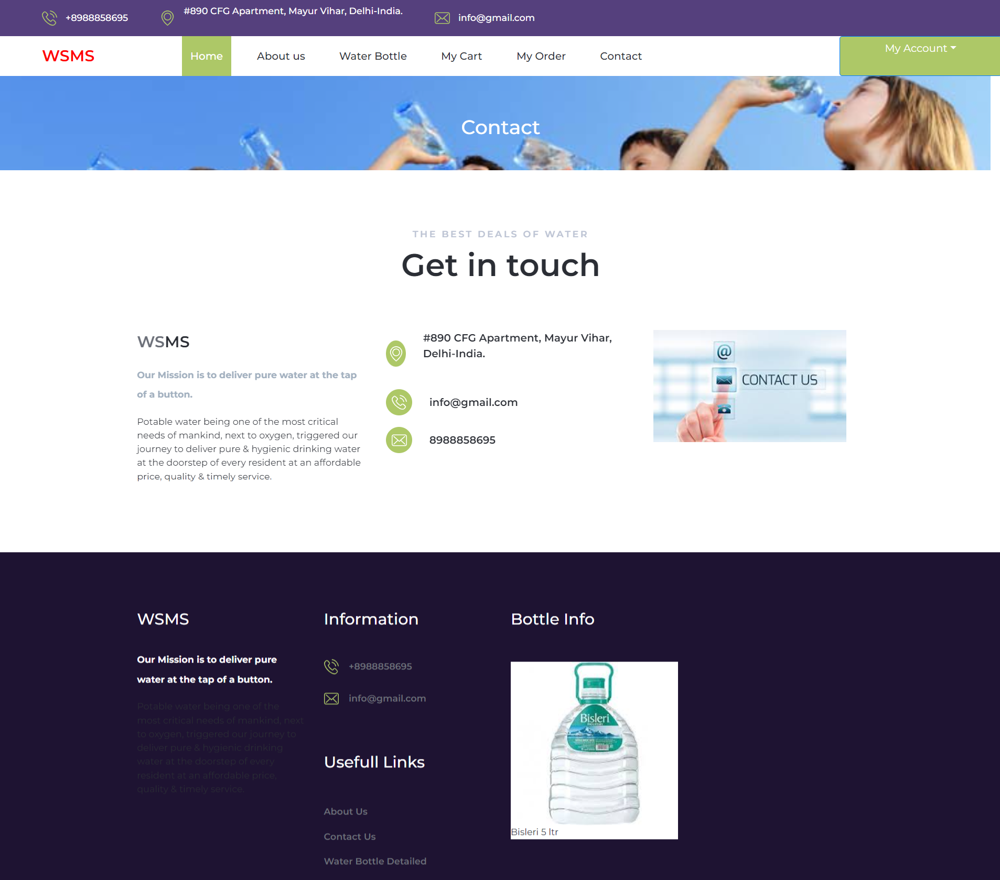 +8988858695
#890 CFG Apartment, Mayur Vihar, Delhi-India.
info@gmail.com
WSMS
Home
About us
Water Bottle
My Cart
My Order
Contact
My Account
Contact
THE BEST DEALS OF WATER
Get in touch
WSMS
Our Mission is to deliver pure water at the tap
of a button.
Potable water being one of the most critical
needs of mankind, next to oxygen, triggered our
journey to deliver pure & hygienic drinking water
at the doorstep of every resident at an affordable
price, quality & timely service.
#890 CFG Apartment, Mayur Vihar,
Delhi-India.
info@gmail.com
8988858695
@
CONTACT US
WSMS
Our Mission is to deliver pure
water at the tap of a button.
Potable water being one of the
most critical needs of mankind, next
to oxygen, triggered our journey to
deliver pure & hygienic drinking
water at the doorstep of every
resident at an affordable price,
quality & timely service.
Information
+8988858695
info@gmail.com
Usefull Links
About Us
Contact Us
Water Bottle Detailed
Bottle Info
Bisleri
Bisleri 5 ltr